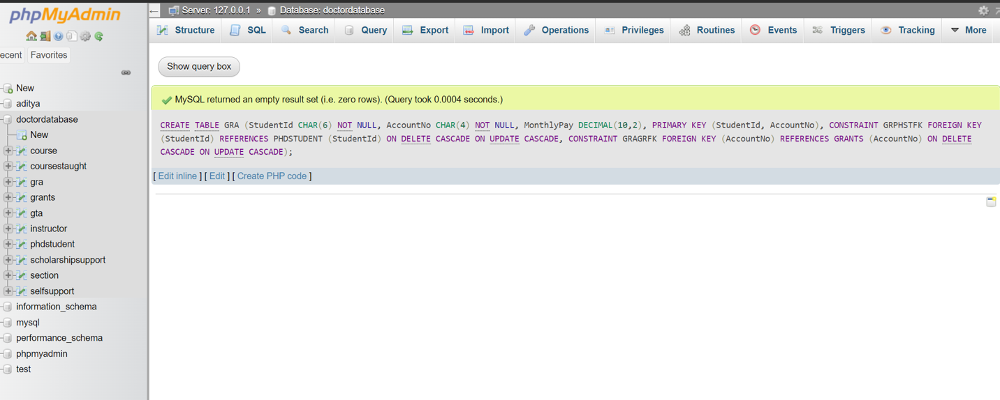 phpMyAdmin
ecent Favorites
New
aditya
doctordatabase
New
course
coursestaught
gra
grants
gta
instructor
phdstudent
scholarshipsupport
section
selfsupport
information_schema
mysql
performance_schema
phpmyadmin
test
← Server: 127.0.0.1 » Database: doctordatabase
Structure SQL Search Query Export Import Operations Privileges Routines Events Triggers Tracking More
Show query box
MySQL returned an empty result set (i.e. zero rows). (Query took 0.0004 seconds.)
CREATE TABLE GRA (StudentId CHAR(6) NOT NULL, AccountNo CHAR(4) NOT NULL, MonthlyPay DECIMAL(10,2), PRIMARY KEY (StudentId, AccountNo), CONSTRAINT GRPHSTFK FOREIGN KEY
(StudentId) REFERENCES PHDSTUDENT (StudentId) ON DELETE CASCADE ON UPDATE CASCADE, CONSTRAINT GRAGRFK FOREIGN KEY (AccountNo) REFERENCES GRANTS (AccountNo) ON DELETE
CASCADE ON UPDATE CASCADE);
[ Edit inline ] [ Edit ] [ Create PHP code ]